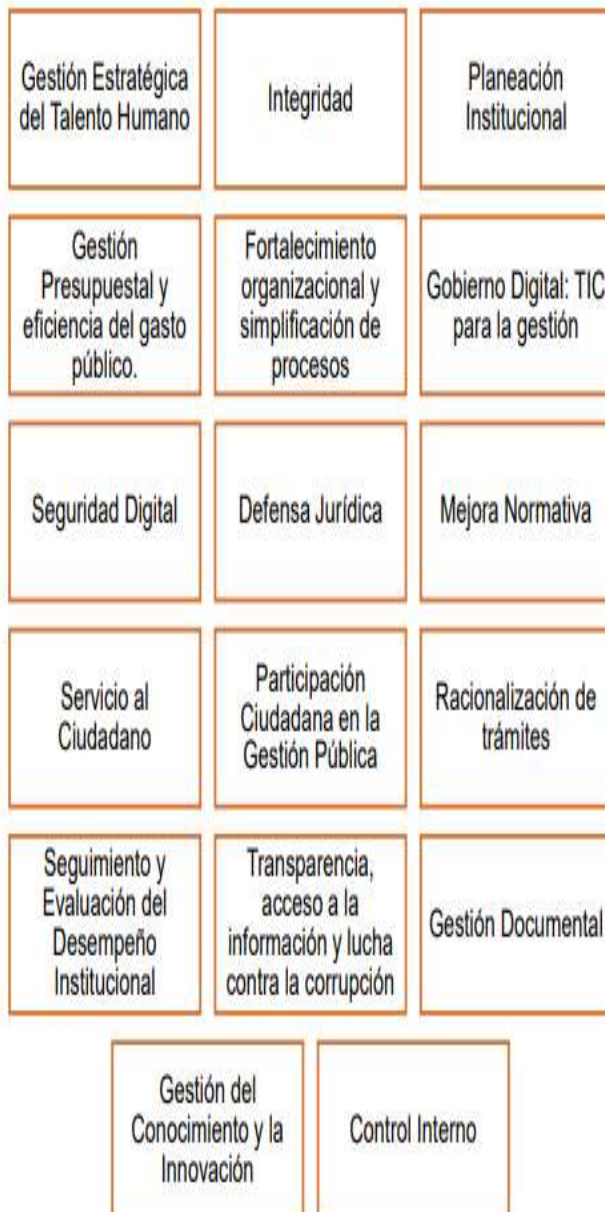 Gestión Estratégica
del Talento Humano
Integridad
Planeación
Institucional
Gestión
Presupuestal y
eficiencia del gasto
público.
Fortalecimiento
organizacional y
simplificación de
procesos
Gobierno Digital: TIC
para la gestión
Seguridad Digital
Defensa Jurídica
Mejora Normativa
Servicio al
Ciudadano
Participación
Ciudadana en la
Gestión Pública
Racionalización de
trámites
Seguimiento y
Evaluación del
Desempeño
Institucional
Transparencia,
acceso a la
información y lucha
contra la corrupción
Gestión Documental
Gestión del
Conocimiento y la
Innovación
Control Interno